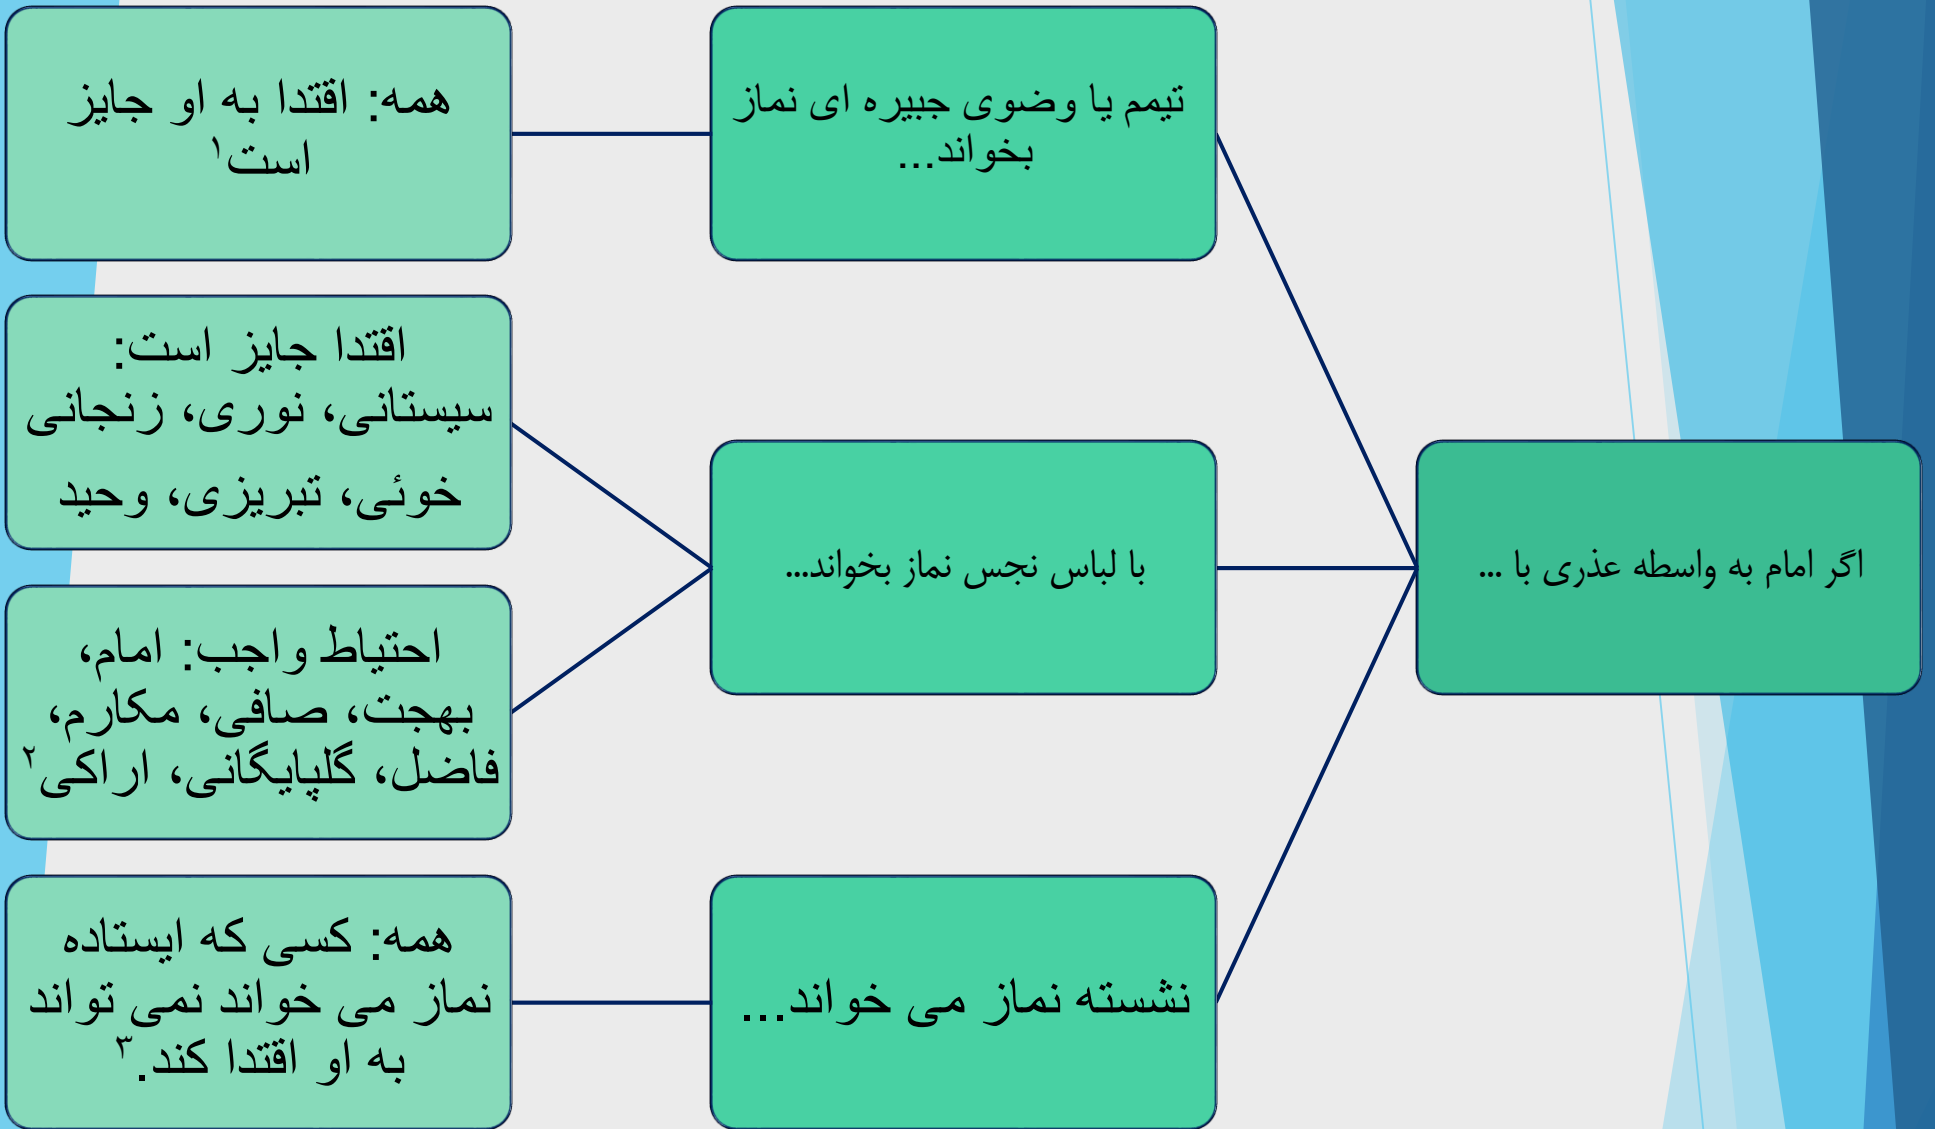 اگر امام به واسطه عذری با ...
تیمم یا وضوی جبیره ای نماز
بخواند...
همه: اقتدا به او جایز
است۱
با لباس نجس نماز بخواند...
اقتدا جایز است:
سیستانی، نوری، زنجانی
خوئی، تبریزی، وحید
احتیاط واجب: امام،
بهجت، صافی، مکارم،
فاضل، گلپایگانی، اراکی۲
نشسته نماز می خواند...
همه: کسی که ایستاده
نماز می خواند نمی تواند
به او اقتدا کند.۳